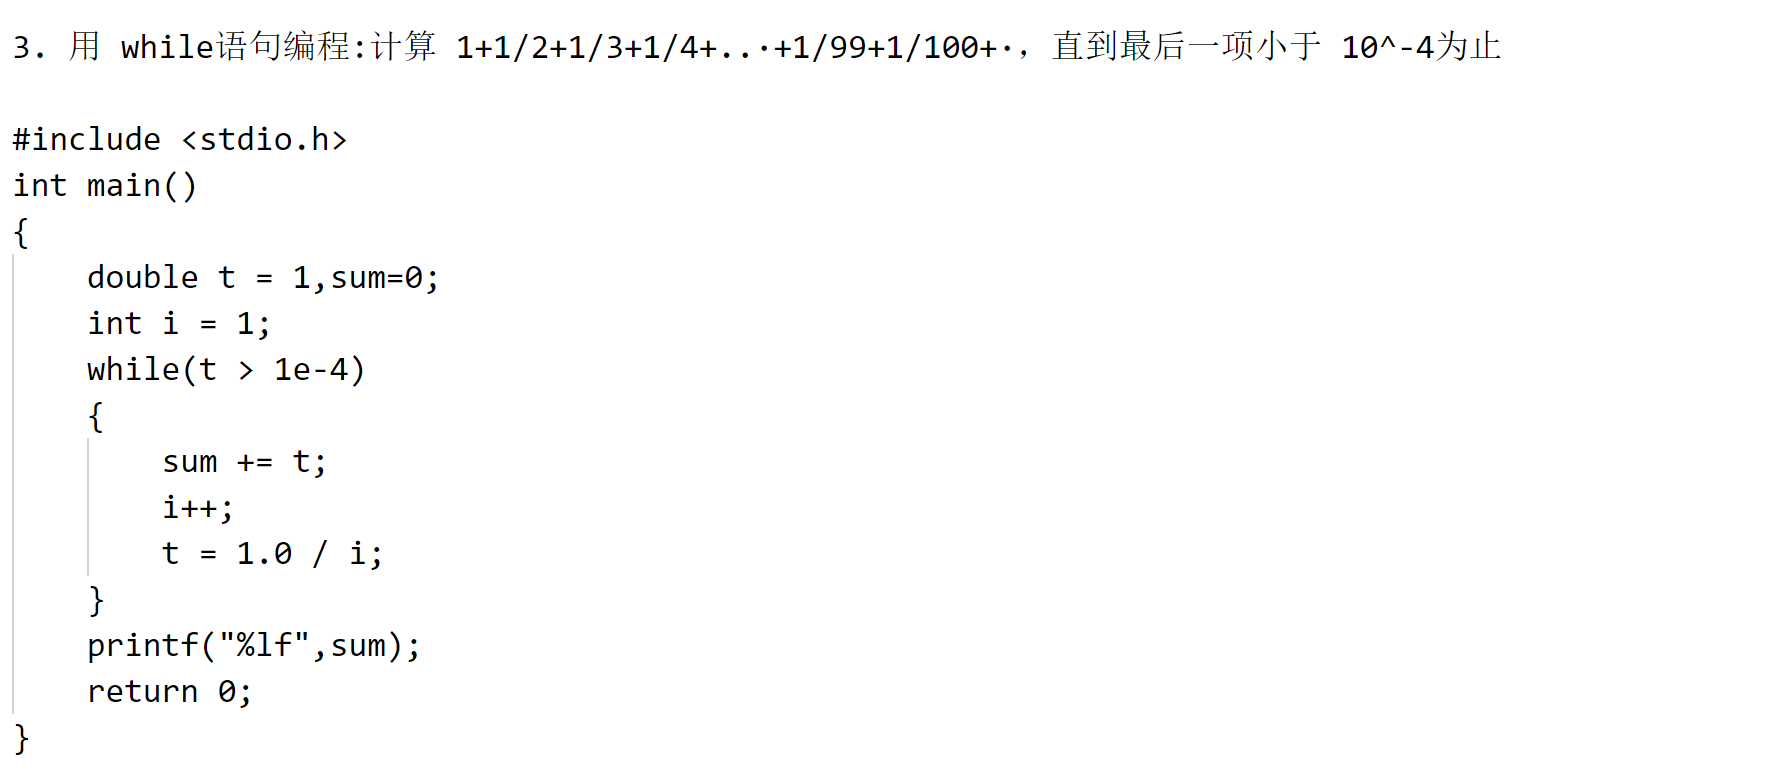 3. 用 while语句编程:计算 1+1/2+1/3+1/4+..·+1/99+1/100+·，直到最后一项小于 10^-4为止
#include <stdio.h>
int main()
{
    double t = 1,sum=0;
    int i = 1;
    while(t > 1e-4)
    {
        sum += t;
        i++;
        t = 1.0 / i;
    }
    printf("%lf",sum);
    return 0;
}